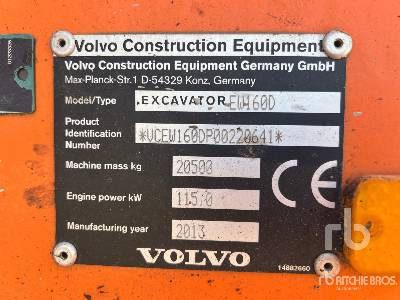 Volvo Construction Equipment
Volvo Construction Equipment Germany GmbH
Max-Planck-Str.1 D-54329 Konz, Germany
Model/Type .EXCAVATOR EW160D
Product Identification Number *VCEW160DP00220641*
Machine mass kg 20500
Engine power kW 115/0
Manufacturing year 2013
VOLVO
14882660
rb
RITCHIE BROS.